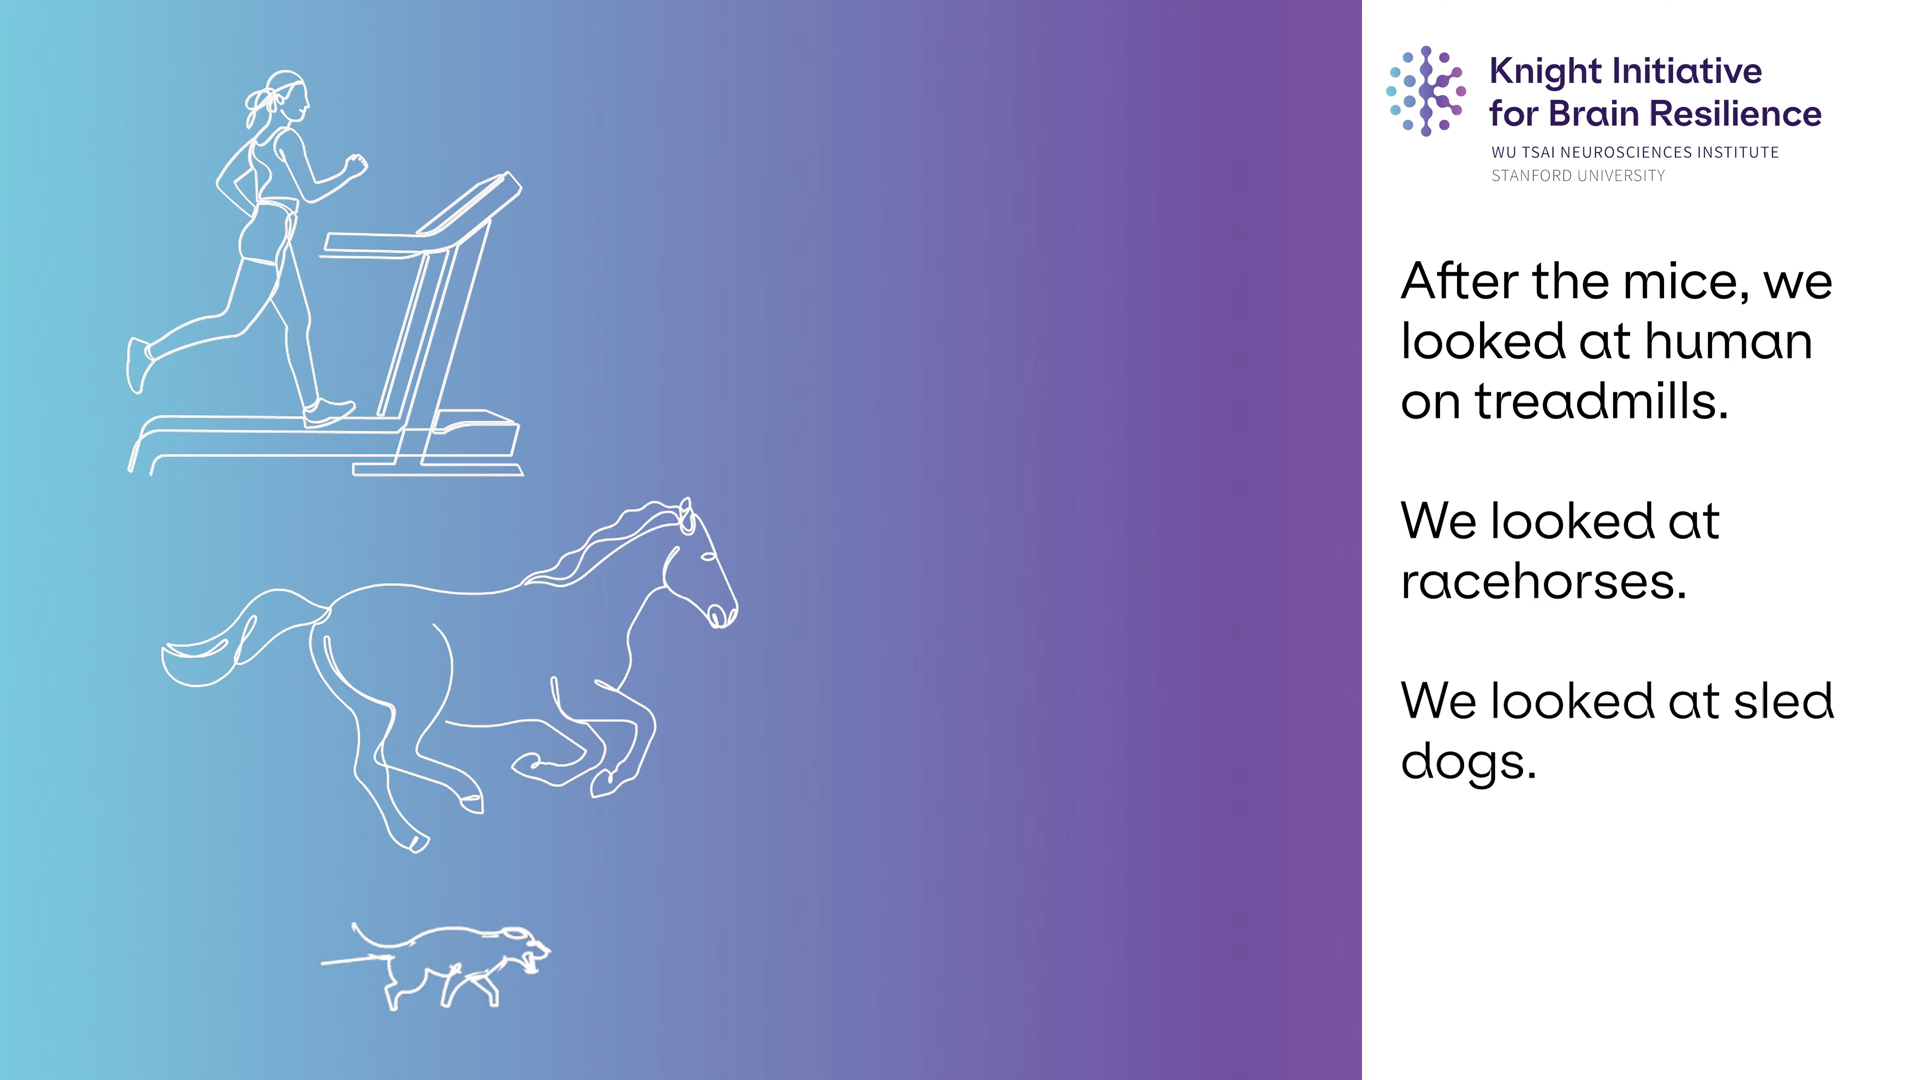 Knight Initiative
for Brain Resilience
WU TSAI NEUROSCIENCES INSTITUTE
STANFORD UNIVERSITY
After the mice, we
looked at human
on treadmills.
We looked at
racehorses.
We looked at sled
dogs.